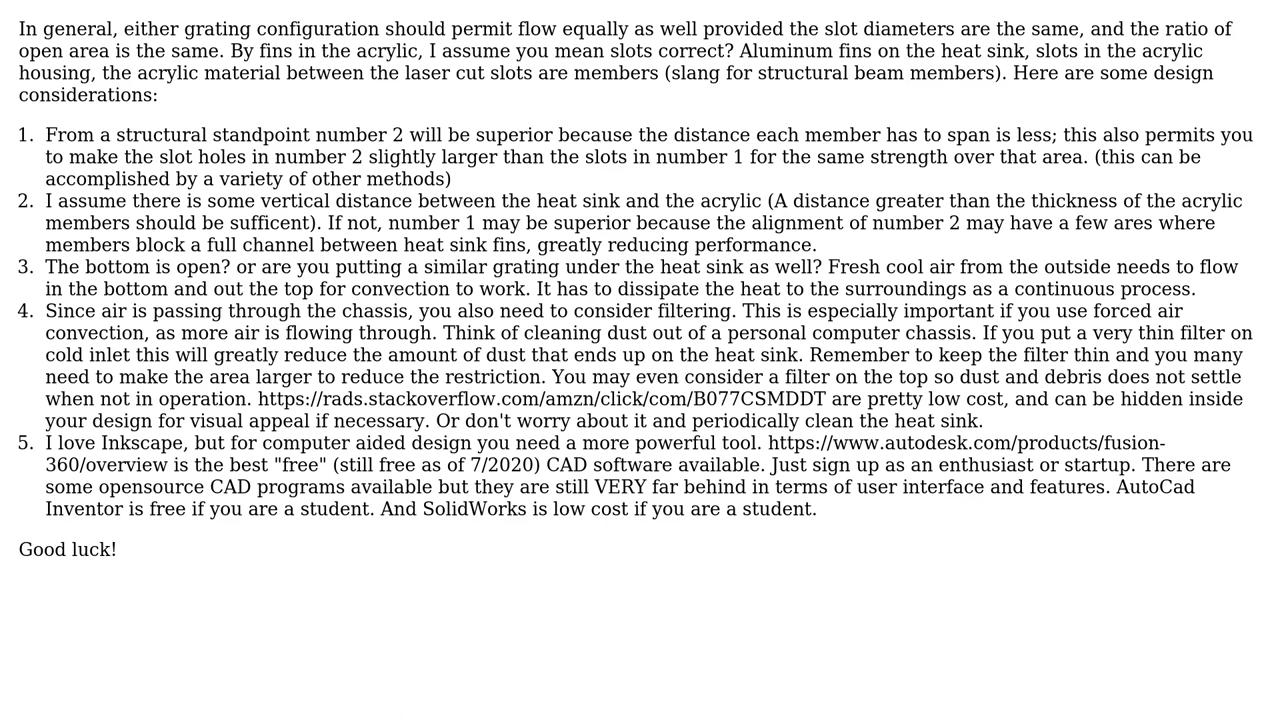 In general, either grating configuration should permit flow equally as well provided the slot diameters are the same, and the ratio of
open area is the same. By fins in the acrylic, I assume you mean slots correct? Aluminum fins on the heat sink, slots in the acrylic
housing, the acrylic material between the laser cut slots are members (slang for structural beam members). Here are some design
considerations:
1. From a structural standpoint number 2 will be superior because the distance each member has to span is less; this also permits you
to make the slot holes in number 2 slightly larger than the slots in number 1 for the same strength over that area. (this can be
accomplished by a variety of other methods)
2. I assume there is some vertical distance between the heat sink and the acrylic (A distance greater than the thickness of the acrylic
members should be sufficent). If not, number 1 may be superior because the alignment of number 2 may have a few ares where
members block a full channel between heat sink fins, greatly reducing performance.
3. The bottom is open? or are you putting a similar grating under the heat sink as well? Fresh cool air from the outside needs to flow
in the bottom and out the top for convection to work. It has to dissipate the heat to the surroundings as a continuous process.
4. Since air is passing through the chassis, you also need to consider filtering. This is especially important if you use forced air
convection, as more air is flowing through. Think of cleaning dust out of a personal computer chassis. If you put a very thin filter on
cold inlet this will greatly reduce the amount of dust that ends up on the heat sink. Remember to keep the filter thin and you many
need to make the area larger to reduce the restriction. You may even consider a filter on the top so dust and debris does not settle
when not in operation. https://rads.stackoverflow.com/amzn/click/com/B077CSMDDT are pretty low cost, and can be hidden inside
your design for visual appeal if necessary. Or don't worry about it and periodically clean the heat sink.
5. I love Inkscape, but for computer aided design you need a more powerful tool. https://www.autodesk.com/products/fusion-
360/overview is the best "free" (still free as of 7/2020) CAD software available. Just sign up as an enthusiast or startup. There are
some opensource CAD programs available but they are still VERY far behind in terms of user interface and features. AutoCad
Inventor is free if you are a student. And SolidWorks is low cost if you are a student.
Good luck!